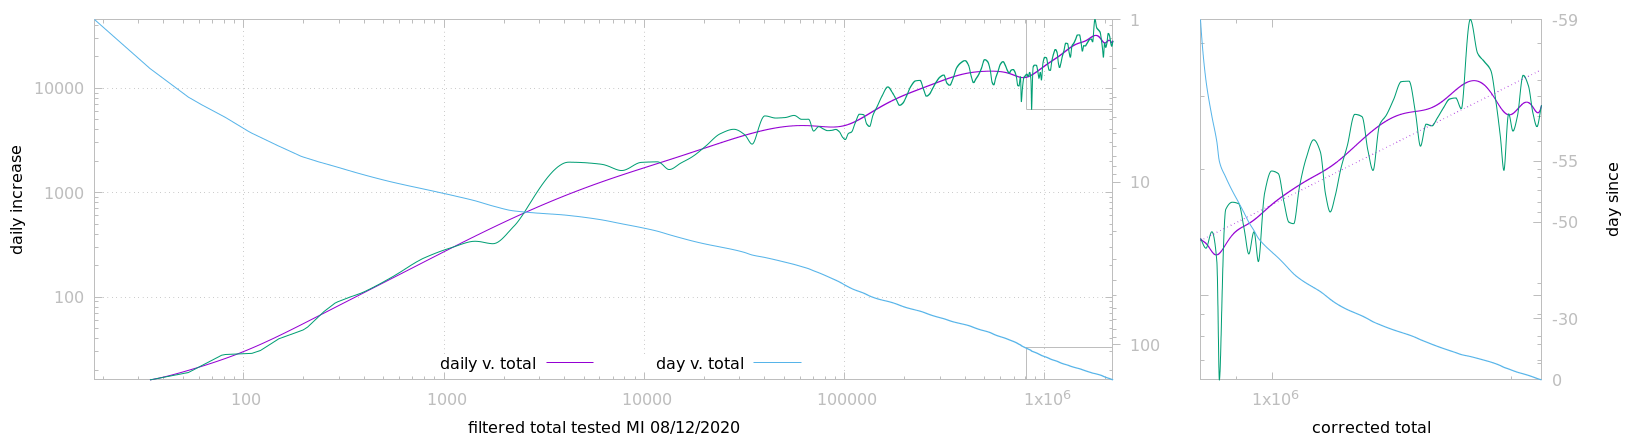 daily increase
10000
1000
100
100
1000
10000
100000
1x10^6
filtered total tested MI 08/12/2020
daily v. total
day v. total
1
10
100
1x10^6
corrected total
-59
-55
-50
-30
0
day since